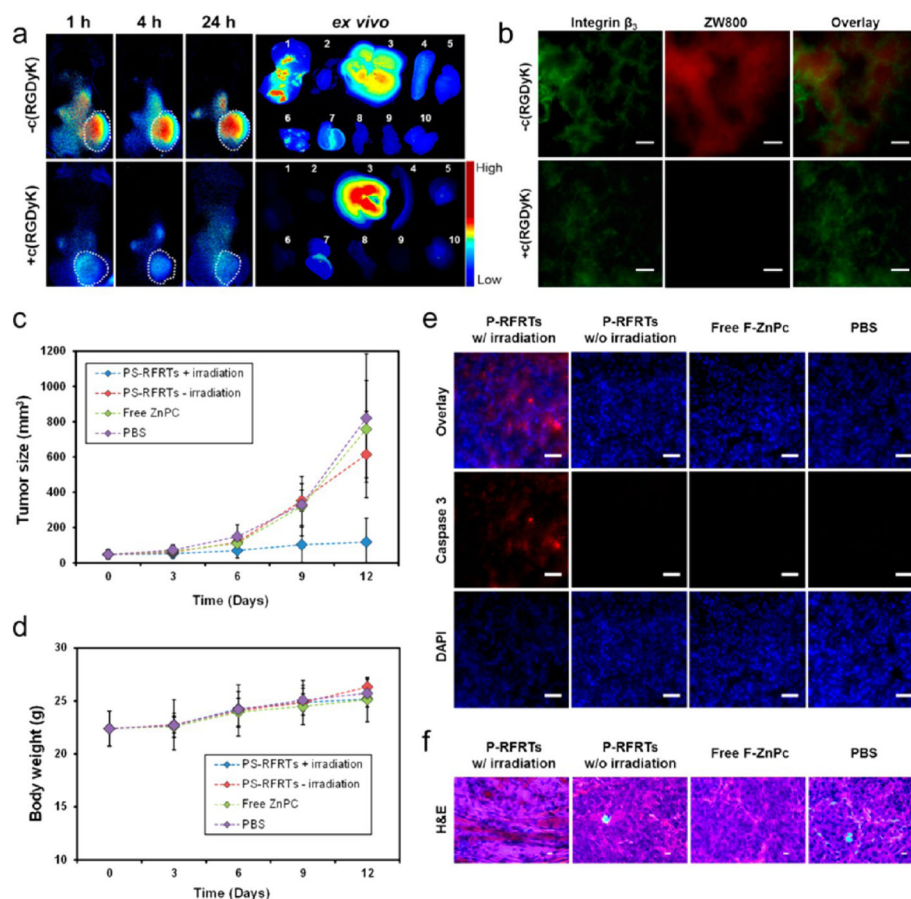 a
1 h 4 h 24 h ex vivo
-c(RGDyK)
1 2 3 4 5
6 7 8 9 10
+c(RGDyK)
1 2 3 4 5
6 7 8 9 10
High
Low
b
Integrin β3 ZW800 Overlay
-c(RGDyK)
+c(RGDyK)
c
Tumor size (mm3)
1200
1000
800
600
400
200
0
PS-RFRTs + irradiation
PS-RFRTs - irradiation
Free ZnPC
PBS
0 3 6 9 12
Time (Days)
d
Body weight (g)
30
25
20
15
10
PS-RFRTs + irradiation
PS-RFRTs - irradiation
Free ZnPC
PBS
0 3 6 9 12
Time (Days)
e
P-RFRTs w/ irradiation
P-RFRTs w/o irradiation
Free F-ZnPc
PBS
Overlay
Caspase 3
DAPI
f
P-RFRTs w/ irradiation
P-RFRTs w/o irradiation
Free F-ZnPc
PBS
H&E